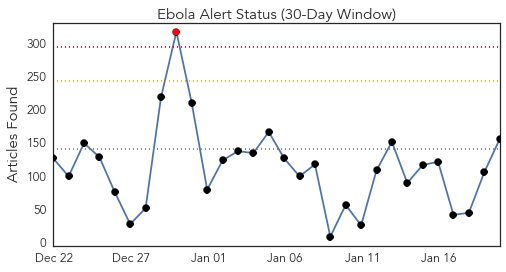 Ebola Alert Status (30-Day Window)
Articles Found
300
250
200
150
100
50
0
Dec 22 Dec 27 Jan 01 Jan 06 Jan 11 Jan 16